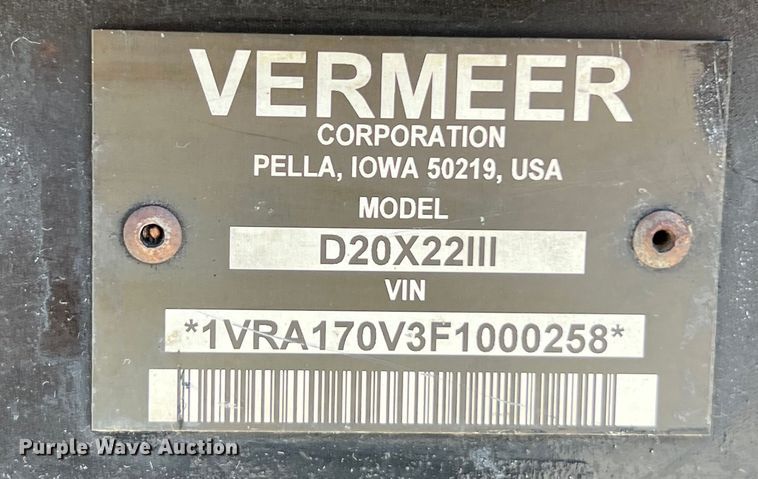 VERMEER
CORPORATION
PELLA, IOWA 50219, USA
MODEL
D20X22III
VIN
*1VRA170V3F1000258*
Purple Wave Auction